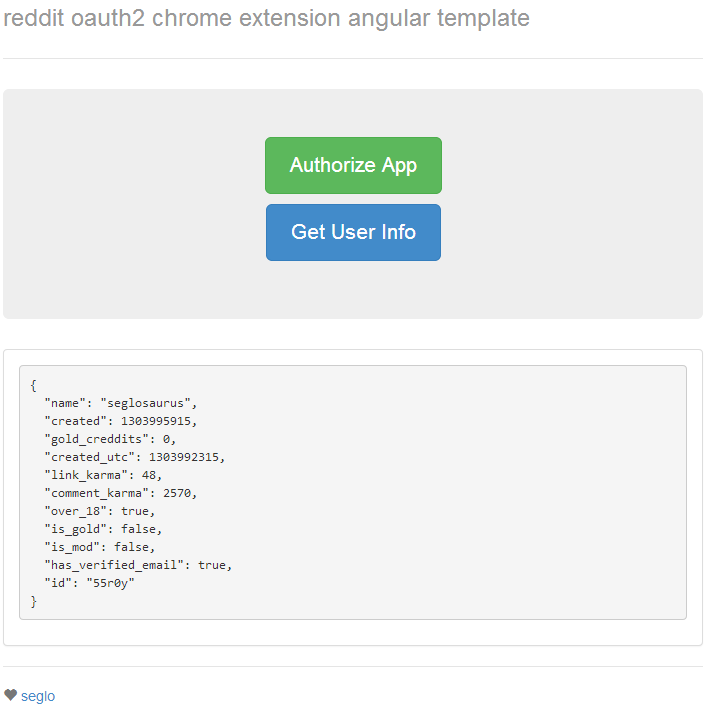 reddit oauth2 chrome extension angular template
Authorize App
Get User Info
{
  "name": "seglosaurus",
  "created": 1303995915,
  "gold_creddits": 0,
  "created_utc": 1303992315,
  "link_karma": 48,
  "comment_karma": 2570,
  "over_18": true,
  "is_gold": false,
  "is_mod": false,
  "has_verified_email": true,
  "id": "55r0y"
}
♥ seglo